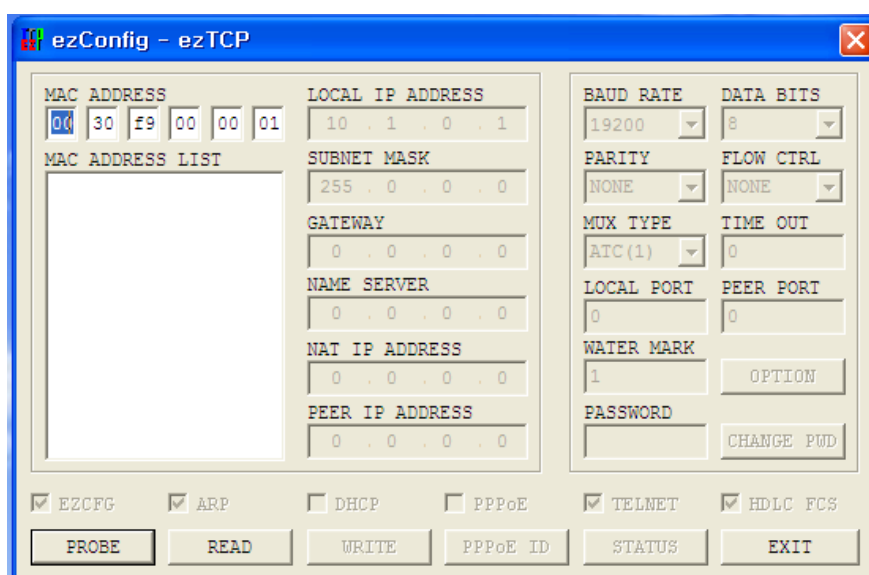 ezConfig - ezTCP
MAC ADDRESS
00 30 f9 00 00 01
MAC ADDRESS LIST
LOCAL IP ADDRESS
10 . 1 . 0 . 1
SUBNET MASK
255 . 0 . 0 . 0
GATEWAY
0 . 0 . 0 . 0
NAME SERVER
0 . 0 . 0 . 0
NAT IP ADDRESS
0 . 0 . 0 . 0
PEER IP ADDRESS
0 . 0 . 0 . 0
BAUD RATE DATA BITS
19200 8
PARITY FLOW CTRL
NONE NONE
MUX TYPE TIME OUT
ATC(1) 0
LOCAL PORT PEER PORT
0 0
WATER MARK
1 OPTION
PASSWORD
CHANGE PWD
EZCFG ARP DHCP PPPoE TELNET HDLC FCS
PROBE READ WRITE PPPoE ID STATUS EXIT